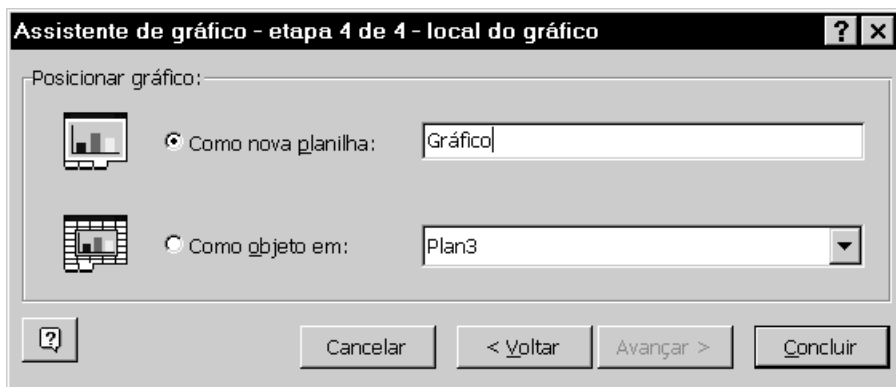 Assistente de gráfico - etapa 4 de 4 - local do gráfico ? ×
Posicionar gráfico:
Como nova planilha: Gráfico
Como objeto em: Plan3
? Cancelar < Voltar Avançar > Concluir